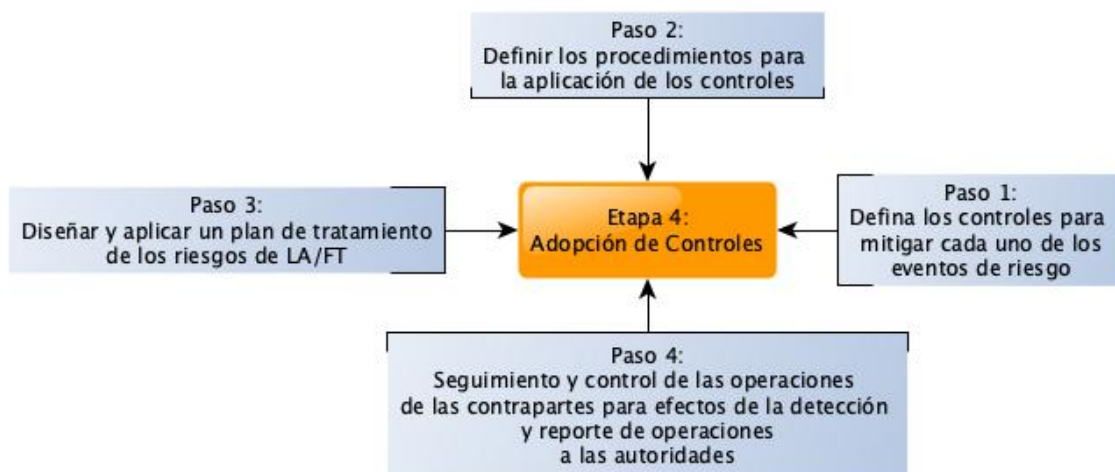 Paso 2:
Definir los procedimientos para
la aplicación de los controles
Paso 3:
Diseñar y aplicar un plan de tratamiento
de los riesgos de LA/FT
Etapa 4:
Adopción de Controles
Paso 1:
Defina los controles para
mitigar cada uno de los
eventos de riesgo
Paso 4:
Seguimiento y control de las operaciones
de las contrapartes para efectos de la detección
y reporte de operaciones
a las autoridades